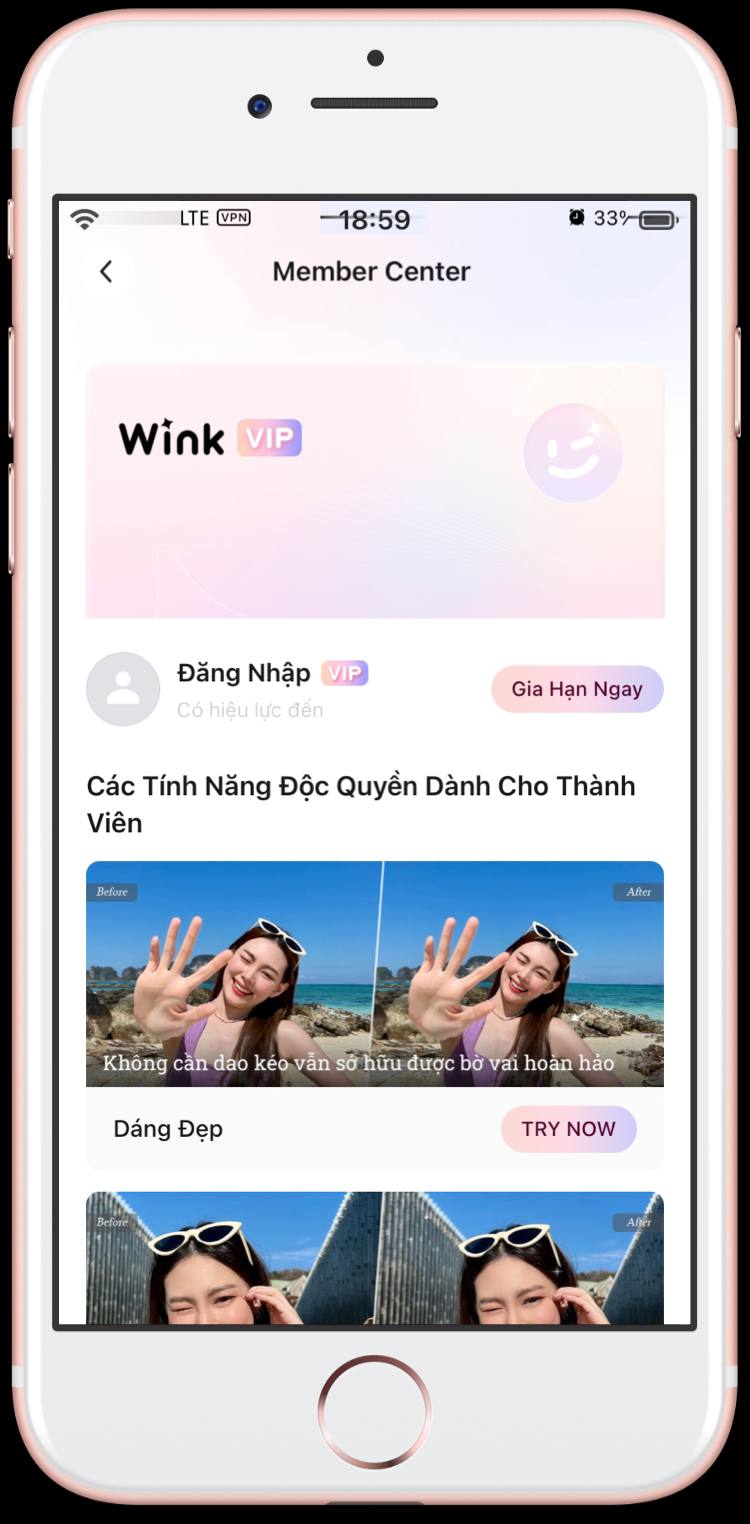 LTE VPN 18:59 33%
Member Center
Wink VIP
Đăng Nhập VIP
Có hiệu lực đến
Gia Hạn Ngay
Các Tính Năng Độc Quyền Dành Cho Thành
Viên
Before After
Không cần dao kéo vẫn sở hữu được bờ vai hoàn hảo
Dáng Đẹp TRY NOW
Before After